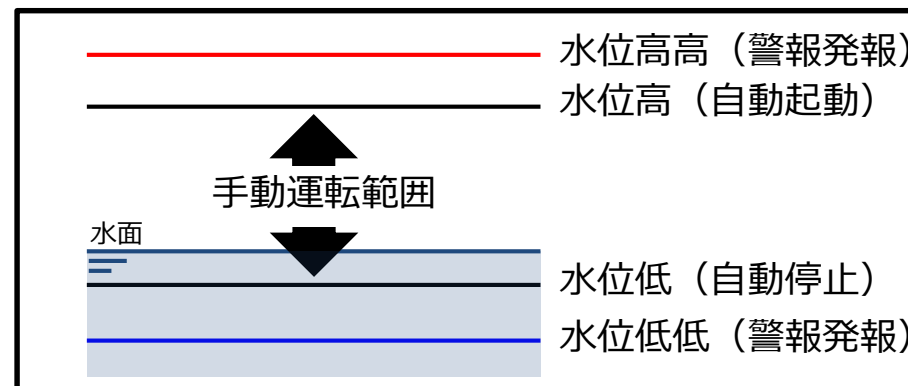 水位高高（警報発報）
水位高（自動起動）
手動運転範囲
水面
水位低（自動停止）
水位低低（警報発報）